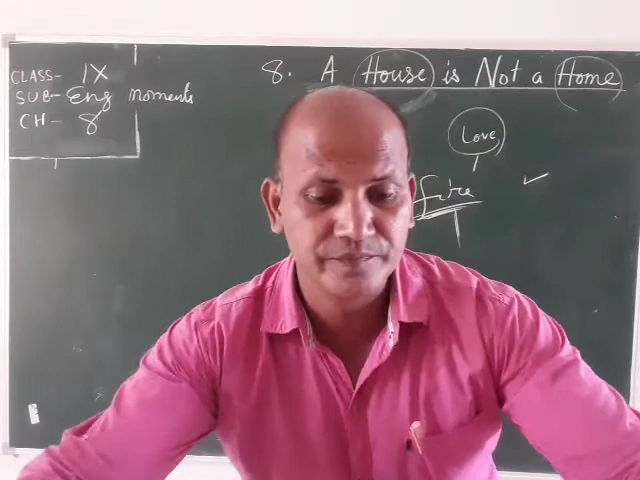 CLASS- IX
SUB- Eng Moments
CH- 8
8. A House is Not a Home
Love
fire